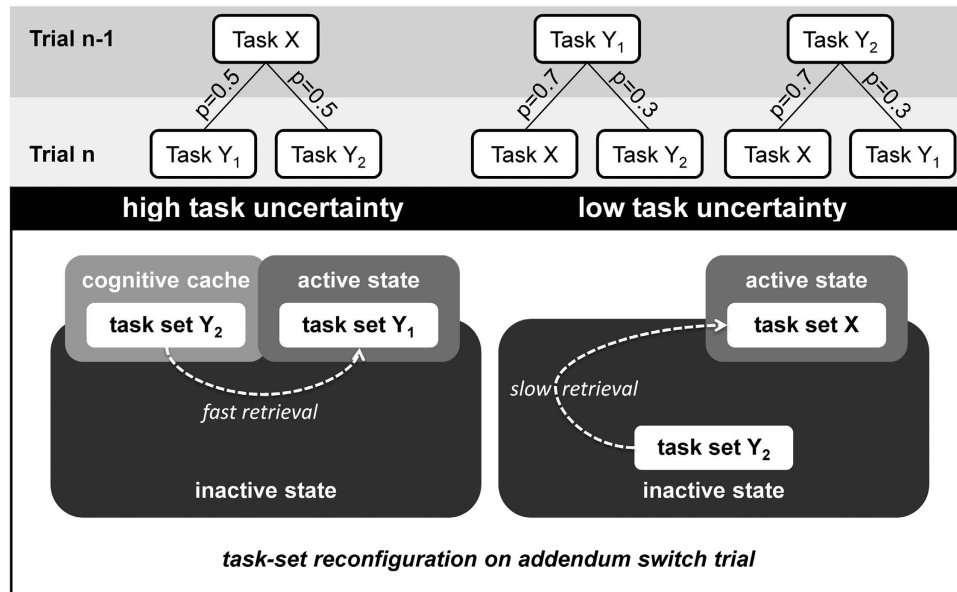 Trial n-1
Task X
Task Y₁
Task Y₂
p=0.5
p=0.5
p=0.7
p=0.3
p=0.7
p=0.3
Trial n
Task Y₁
Task Y₂
Task X
Task Y₂
Task X
Task Y₁
high task uncertainty
low task uncertainty
cognitive cache
active state
active state
task set Y₂
task set Y₁
task set X
fast retrieval
slow retrieval
task set Y₂
inactive state
inactive state
task-set reconfiguration on addendum switch trial